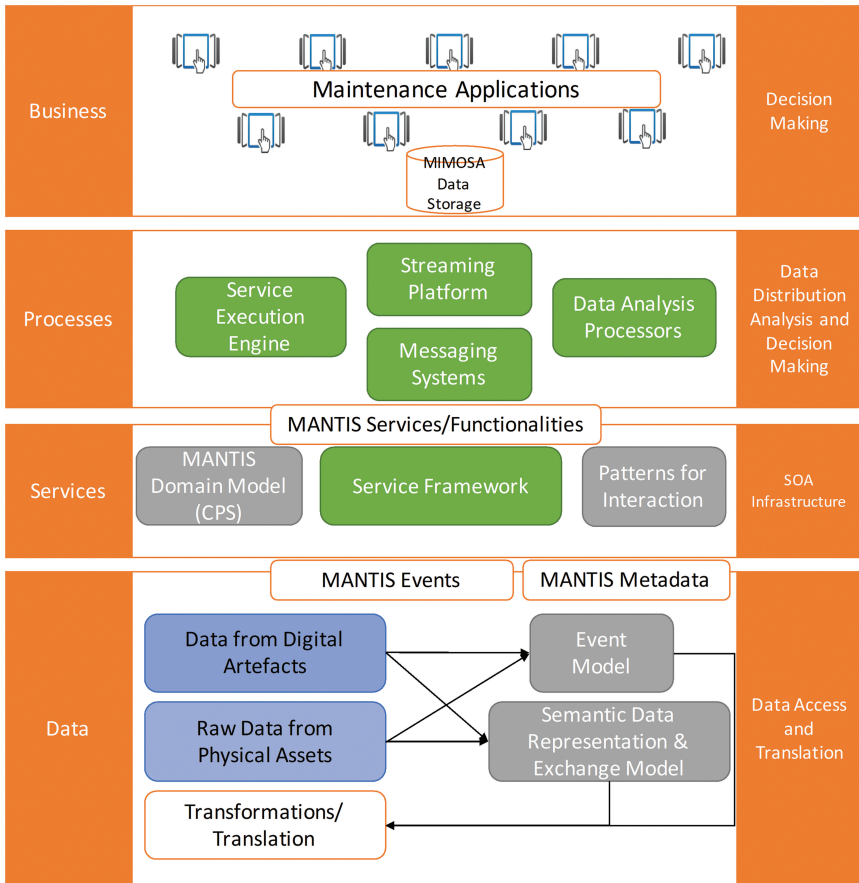 Business
Maintenance Applications
MIMOSA
Data
Storage
Decision
Making
Processes
Service
Execution
Engine
Streaming
Platform
Messaging
Systems
Data Analysis
Processors
Data
Distribution
Analysis and
Decision
Making
MANTIS Services/Functionalities
Services
MANTIS
Domain Model
(CPS)
Service Framework
Patterns for
Interaction
SOA
Infrastructure
MANTIS Events
MANTIS Metadata
Data
Data from Digital
Artefacts
Event
Model
Raw Data from
Physical Assets
Semantic Data
Representation &
Exchange Model
Transformations/
Translation
Data Access
and
Translation